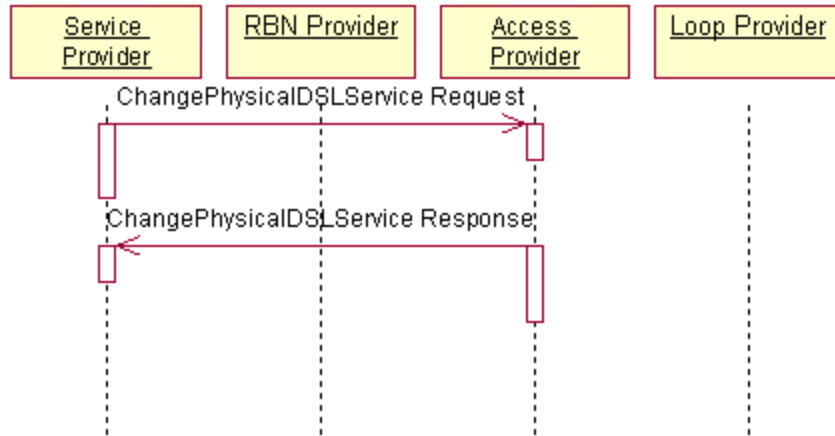 Service
Provider
RBN Provider
Access
Provider
Loop Provider
ChangePhysicalDSLService Request
ChangePhysicalDSLService Response